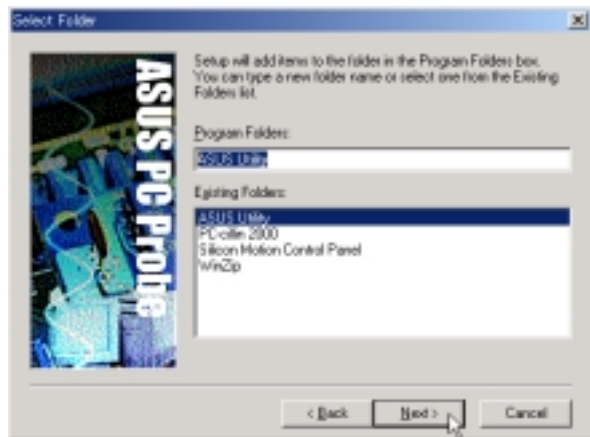 Select Folder
ASUS PC Probe
Setup will add items to the folder in the Program Folders box.
You can type a new folder name or select one from the Existing
Folders list.
Program Folders:
ASUS Utility
Existing Folders:
ASUS Utility
PC-cillin 2000
Silicon Motion Control Panel
WinZip
< Back
Next >
Cancel